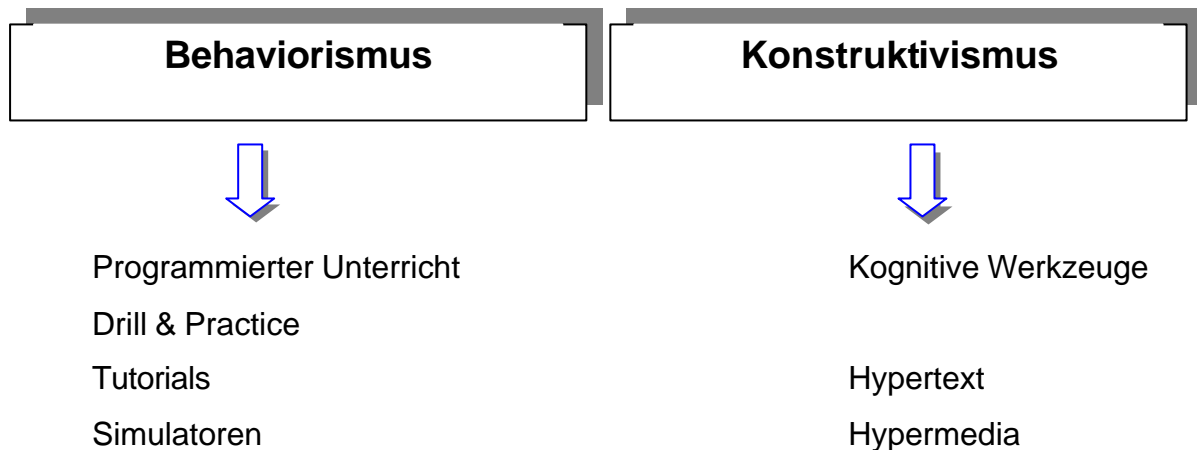 Behaviorismus
Konstruktivismus
Programmierter Unterricht
Kognitive Werkzeuge
Drill & Practice
Tutorials
Hypertext
Simulatoren
Hypermedia